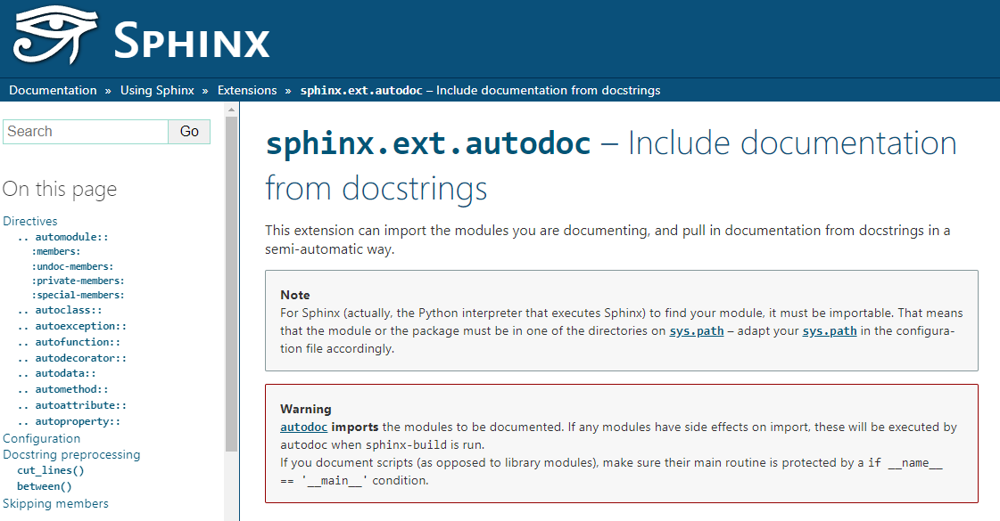 SPHINX
Documentation » Using Sphinx » Extensions » sphinx.ext.autodoc – Include documentation from docstrings
Search Go
On this page
Directives
.. automodule::
:members:
:undoc-members:
:private-members:
:special-members:
.. autoclass::
.. autoexception::
.. autofunction::
.. autodecorator::
.. autodata::
.. automethod::
.. autoattribute::
.. autoproperty::
Configuration
Docstring preprocessing
cut_lines()
between()
Skipping members
sphinx.ext.autodoc – Include documentation
from docstrings
This extension can import the modules you are documenting, and pull in documentation from docstrings in a
semi-automatic way.
Note
For Sphinx (actually, the Python interpreter that executes Sphinx) to find your module, it must be importable. That means
that the module or the package must be in one of the directories on sys.path – adapt your sys.path in the configura-
tion file accordingly.
Warning
autodoc imports the modules to be documented. If any modules have side effects on import, these will be executed by
autodoc when sphinx-build is run.
If you document scripts (as opposed to library modules), make sure their main routine is protected by a if __name__
== '__main__' condition.